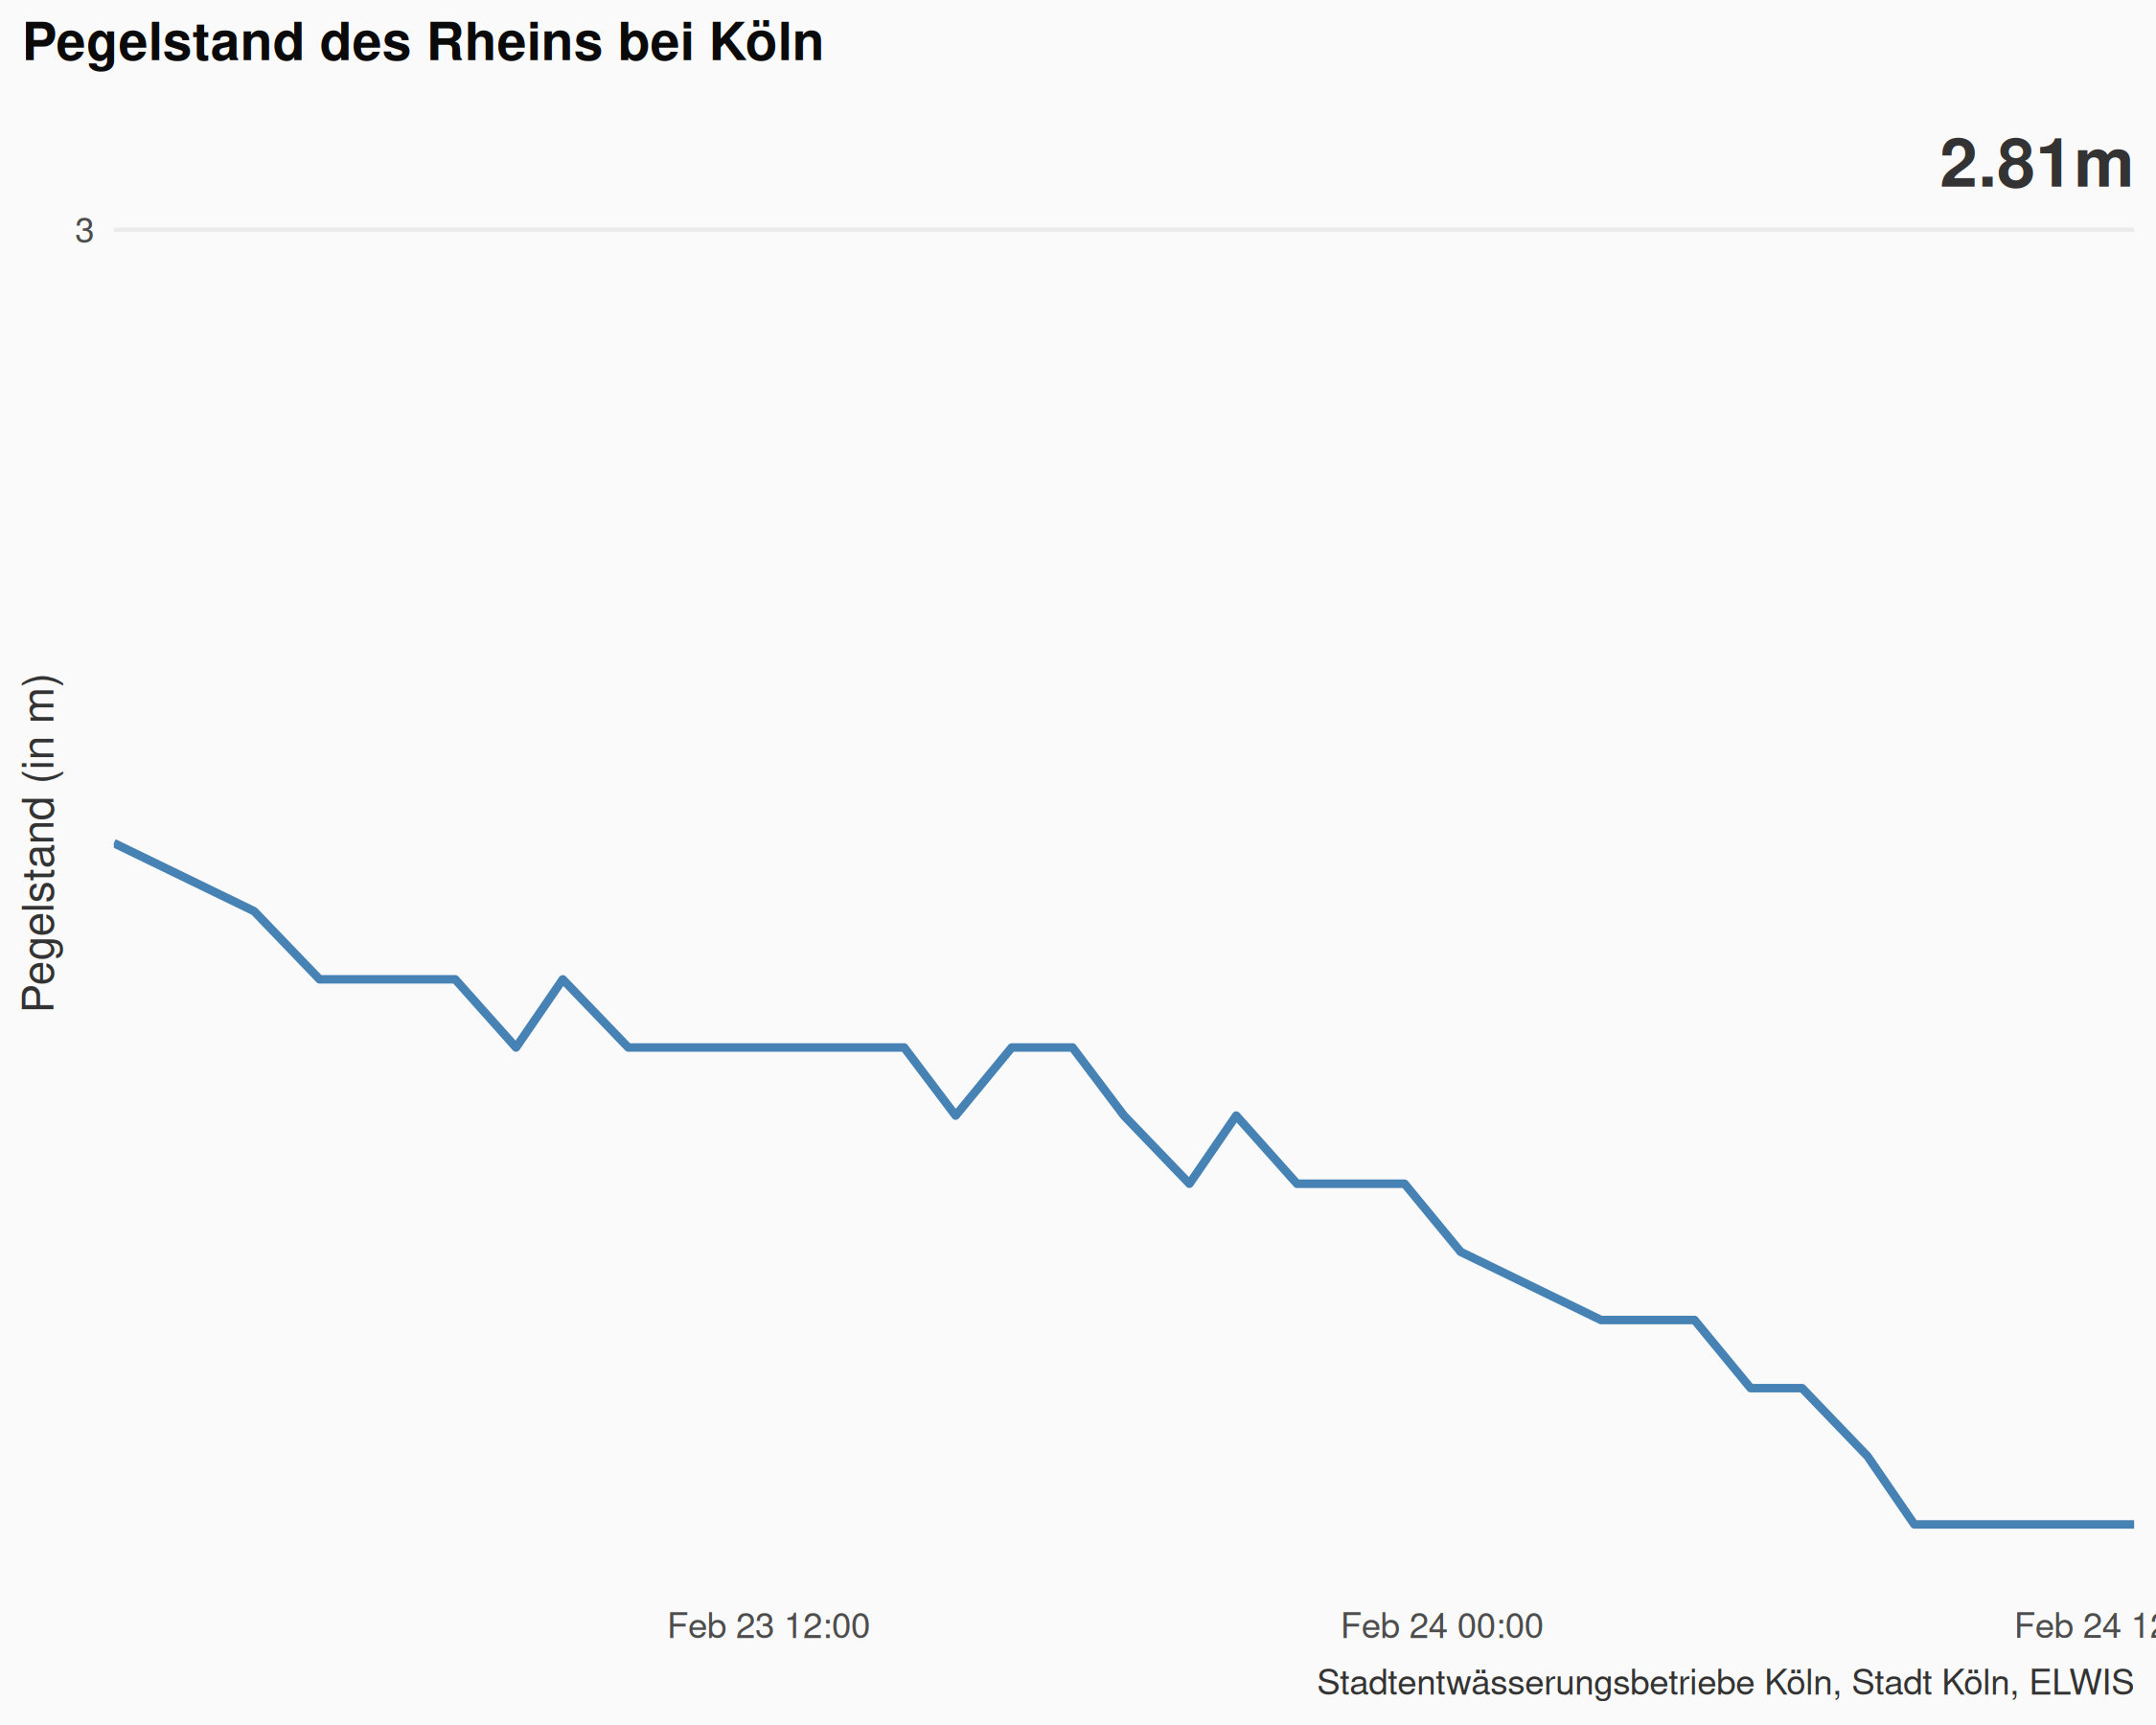 Pegelstand des Rheins bei Köln
2.81m
3
Pegelstand (in m)
Feb 23 12:00
Feb 24 00:00
Feb 24 12
Stadtentwässerungsbetriebe Köln, Stadt Köln, ELWIS